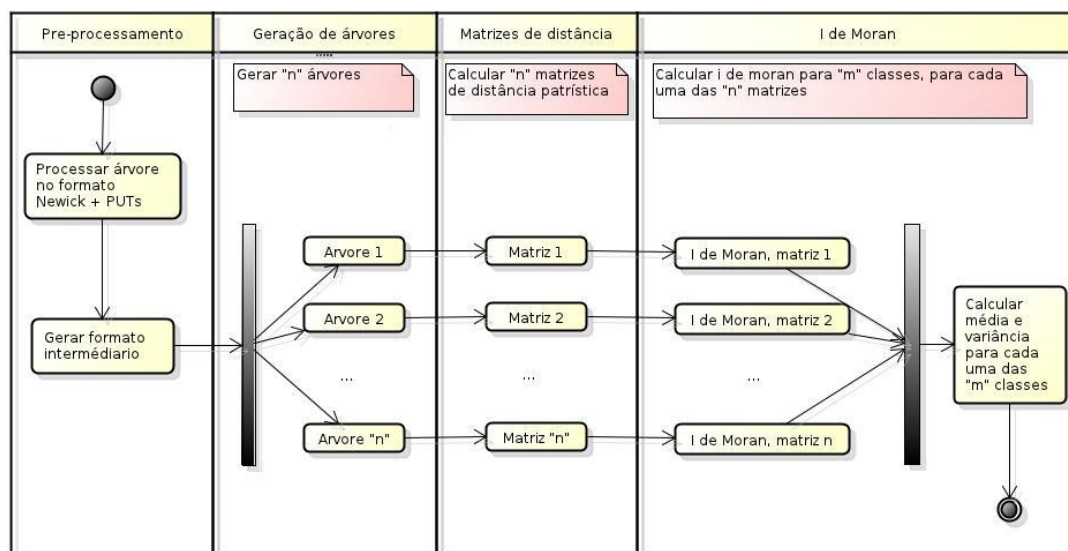 Pre-processamento
Geração de árvores
Matrizes de distância
I de Moran
.....
Gerar "n" árvores
Calcular "n" matrizes
de distância patrística
Calcular i de moran para "m" classes, para cada
uma das "n" matrizes
Processar árvore
no formato
Newick + PUTs
Gerar formato
intermédiario
Arvore 1
Matriz 1
I de Moran, matriz 1
Arvore 2
Matriz 2
I de Moran, matriz 2
...
...
...
Arvore "n"
Matriz "n"
I de Moran, matriz n
Calcular
média e
variância
para cada
uma das
"m" classes